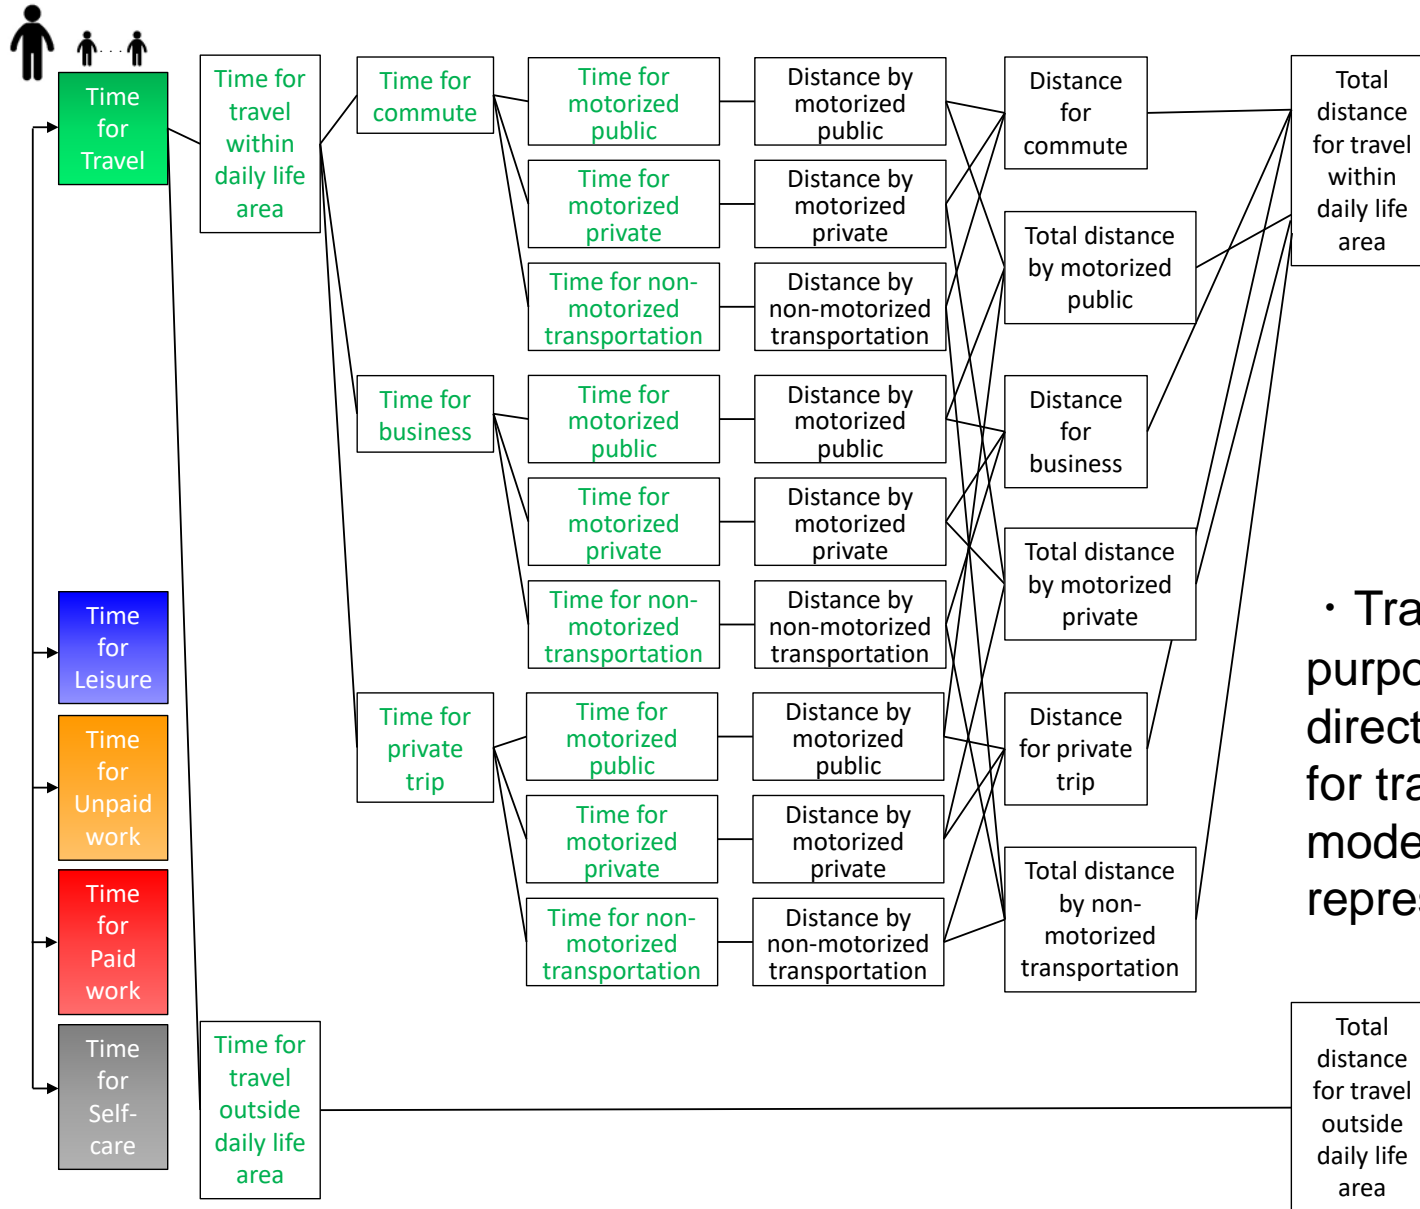 Time
for
Travel
Time
for
Leisure
Time
for
Unpaid
work
Time
for
Paid
work
Time
for
Self-
care
Time for
travel
within
daily life
area
Time for
travel
outside
daily life
area
Time for
commute
Time for
business
Time for
private
trip
Time for
motorized
public
Time for
motorized
private
Time for non-
motorized
transportation
Time for
motorized
public
Time for
motorized
private
Time for non-
motorized
transportation
Time for
motorized
public
Time for
motorized
private
Time for non-
motorized
transportation
Distance by
motorized
public
Distance by
motorized
private
Distance by
non-motorized
transportation
Distance by
motorized
public
Distance by
motorized
private
Distance by
non-motorized
transportation
Distance by
motorized
public
Distance by
motorized
private
Distance by
non-motorized
transportation
Distance
for
commute
Total distance
by motorized
public
Distance
for
business
Total distance
by motorized
private
Distance
for private
trip
Total distance
by non-
motorized
transportation
Total
distance
for travel
within
daily life
area
Total
distance
for travel
outside
daily life
area
・Tra
purpo
direct
for tra
mode
repres